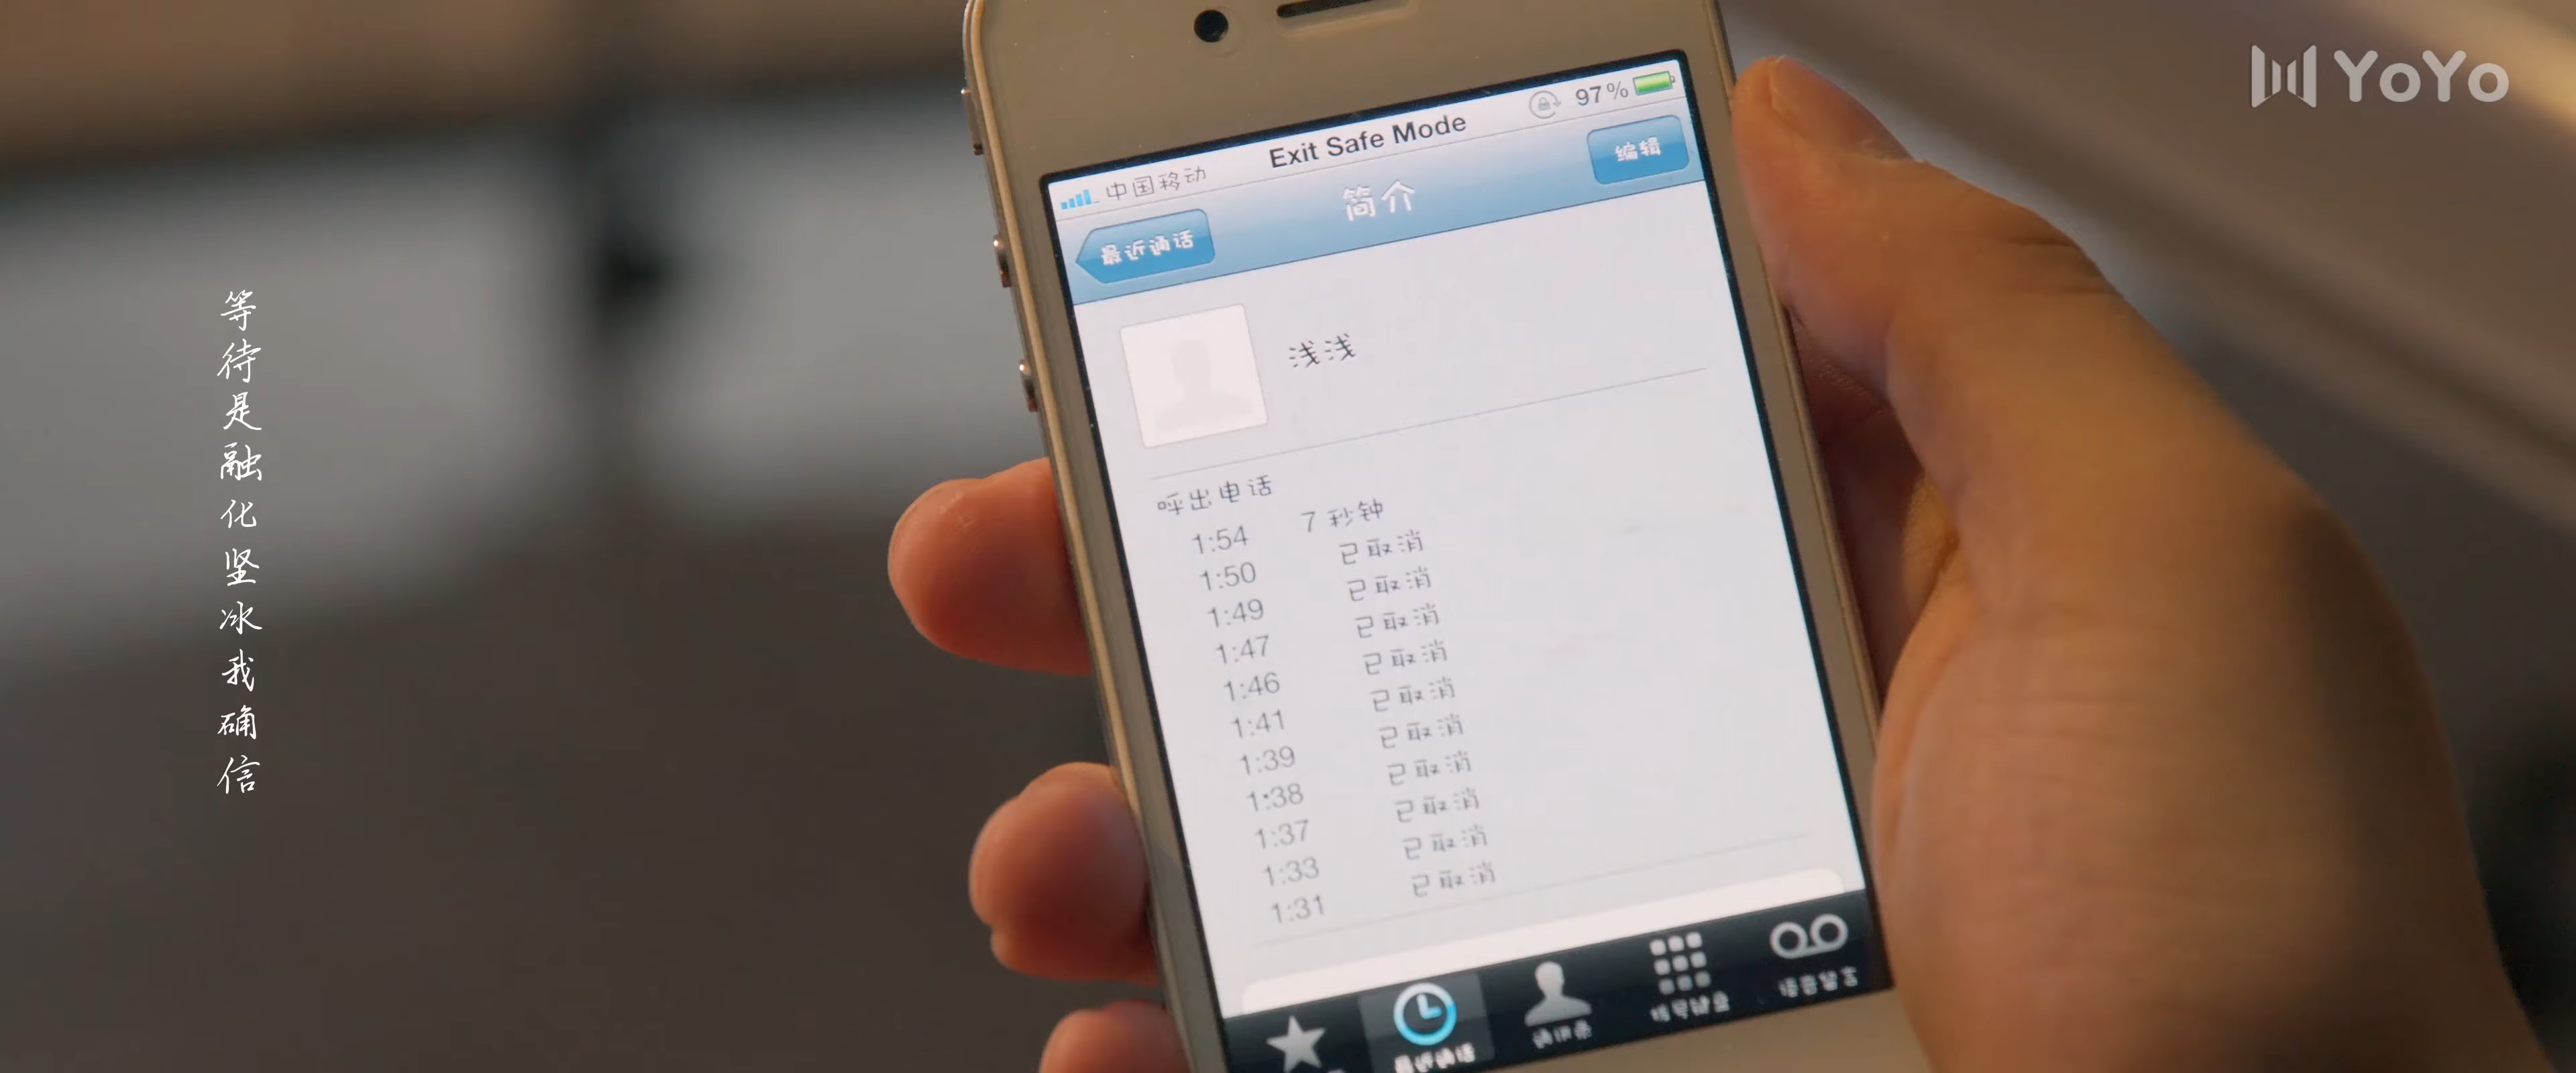 YOYO
97%
Exit Safe Mode
中国移动
编辑
简介
最近通话
浅浅
呼出电话
1:54 7 秒钟
1:50 已取消
1:49 已取消
1:47 已取消
1:46 已取消
1:41 已取消
1:39 已取消
1:38 已取消
1:37 已取消
1:33 已取消
1:31 已取消
最近通话
通讯录
拨号键盘
语音留言
等待是融化坚冰我确信